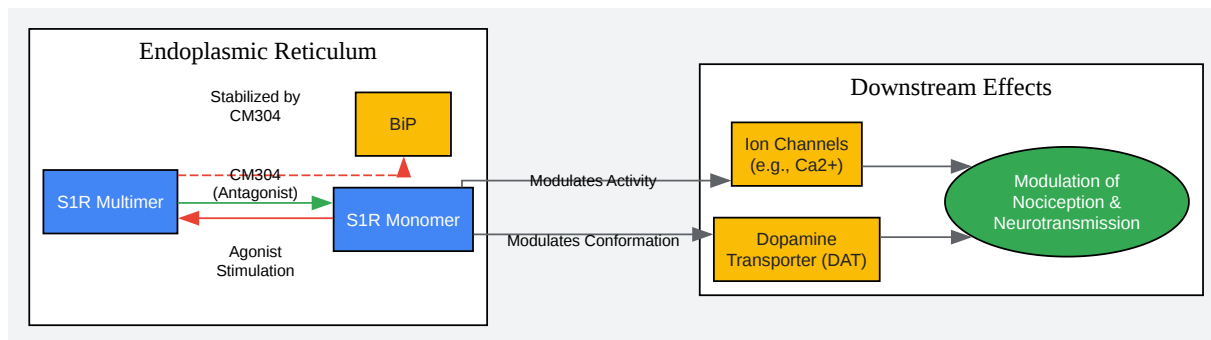 Endoplasmic Reticulum
Stabilized by
CM304
BiP
CM304
(Antagonist)
S1R Multimer
S1R Monomer
Agonist
Stimulation
Modulates Activity
Modulates Conformation
Downstream Effects
Ion Channels
(e.g., Ca2+)
Dopamine
Transporter (DAT)
Modulation of
Nociception &
Neurotransmission